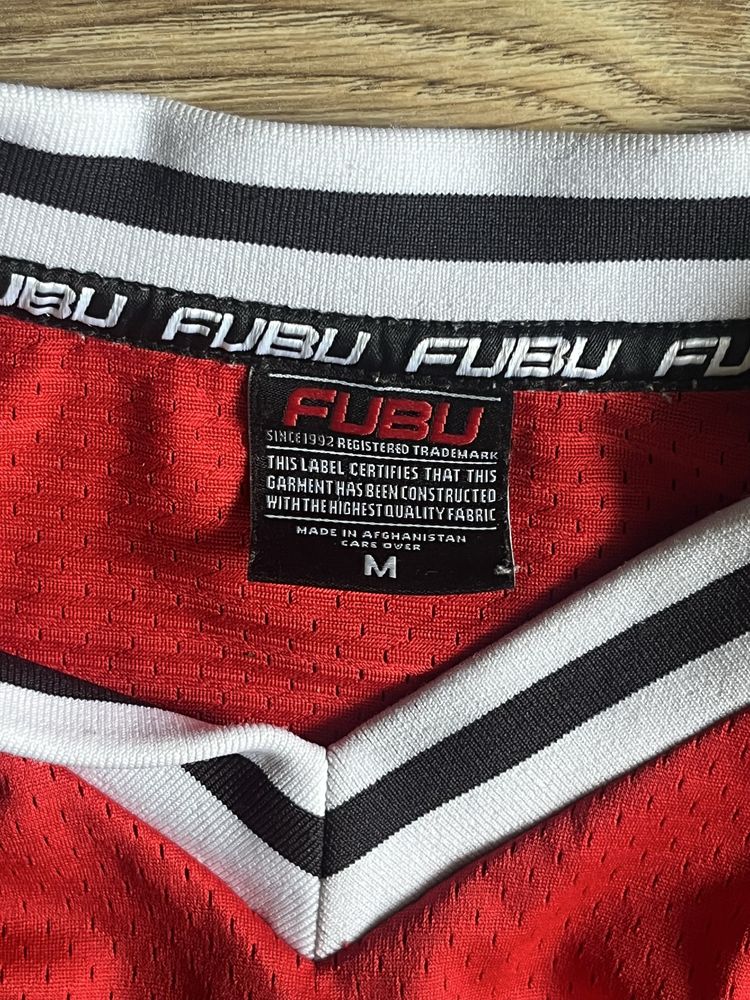 UBU FUBU FUBU FU
FUBU
SINCE 1992 REGISTERED TRADEMARK
THIS LABEL CERTIFIES THAT THIS
GARMENT HAS BEEN CONSTRUCTED
WITH THE HIGHEST QUALITY FABRIC
MADE IN AFGHANISTAN
CARE OVER
M